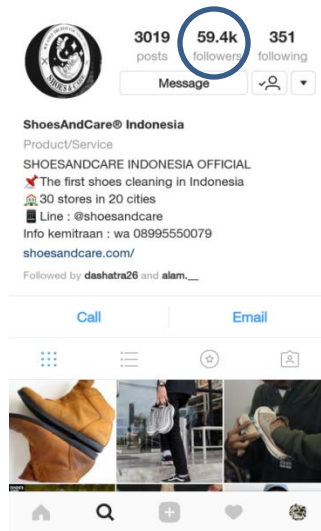 3019 59.4k 351
posts followers following
Message
ShoesAndCare® Indonesia
Product/Service
SHOESANDCARE INDONESIA OFFICIAL
📌The first shoes cleaning in Indonesia
🏠30 stores in 20 cities
📱Line : @shoesandcare
Info kemitraan : wa 08995550079
shoesandcare.com/
Followed by dashatra26 and alam.__
Call Email